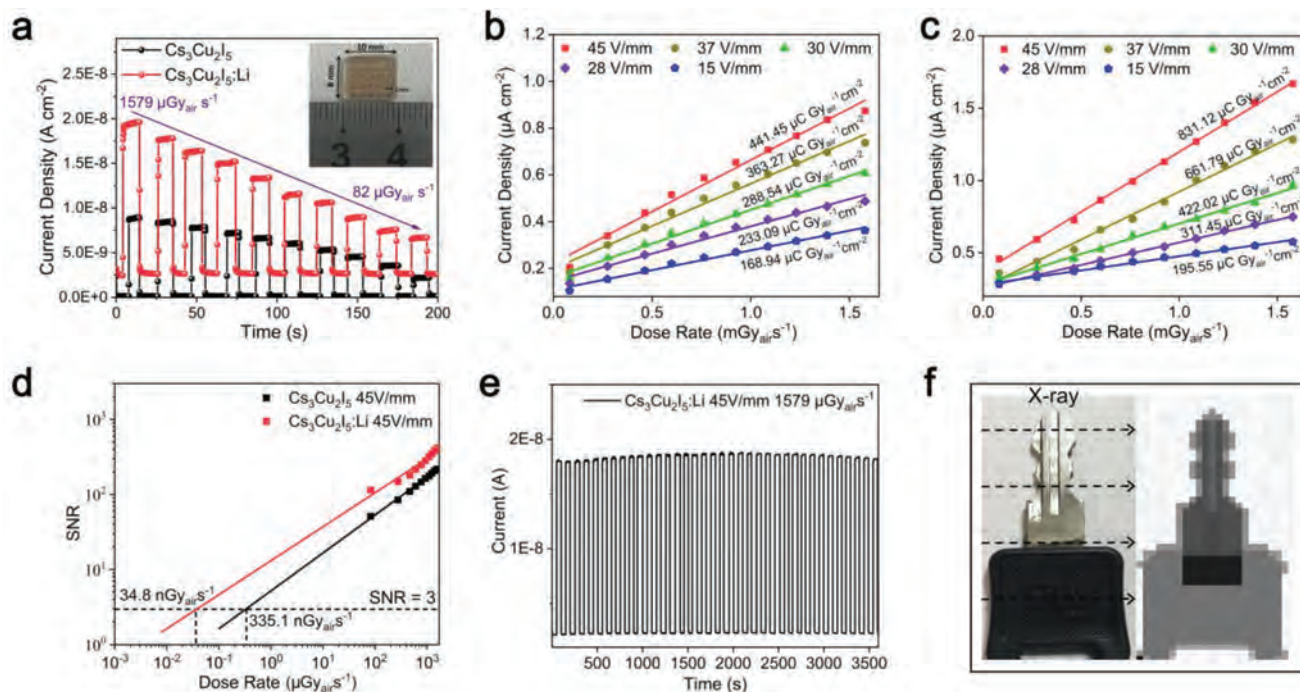 a
Cs3Cu2I5
Cs3Cu2I5:Li
1579 μGyair s-1
82 μGyair s-1
10 mm
8 mm
3 4
2.5E-8
2.0E-8
1.5E-8
1.0E-8
5.0E-9
0.0E+0
Current Density (A cm-2)
0 50 100 150 200
Time (s)
b
45 V/mm 37 V/mm 30 V/mm
28 V/mm 15 V/mm
441.45 μC Gyair-1cm-2
363.27 μC Gyair-1cm-2
288.54 μC Gyair-1cm-2
233.09 μC Gyair-1cm-2
168.94 μC Gyair-1cm-2
1.2
1.0
0.8
0.6
0.4
0.2
Current Density (μA cm-2)
0.0 0.5 1.0 1.5
Dose Rate (mGyairs-1)
c
45 V/mm 37 V/mm 30 V/mm
28 V/mm 15 V/mm
831.12 μC Gyair-1cm-2
661.79 μC Gyair-1cm-2
422.02 μC Gyair-1cm-2
311.45 μC Gyair-1cm-2
195.55 μC Gyair-1cm-2
2.0
1.5
1.0
0.5
Current Density (μA cm-2)
0.0 0.5 1.0 1.5
Dose Rate (mGyairs-1)
d
Cs3Cu2I5 45V/mm
Cs3Cu2I5:Li 45V/mm
34.8 nGyairs-1
SNR = 3
335.1 nGyairs-1
103
102
101
100
SNR
10-3 10-2 10-1 100 10 102 103
Dose Rate (μGyairs-1)
e
Cs3Cu2I5:Li 45V/mm 1579 μGyairs-1
2E-8
1E-8
Current (A)
500 1000 1500 2000 2500 3000 3500
Time (s)
f
X-ray